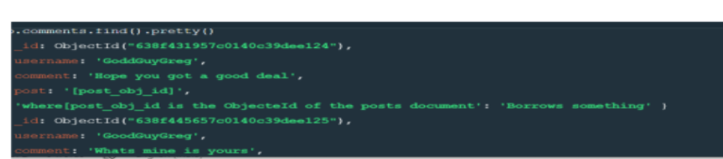 .comments.find().pretty()
_id: ObjectId("638f431957c0140c39dee124"),
username: 'GoddGuyGreg',
comment: 'Hope you got a good deal',
post: '[post_obj_id]',
'where[post_obj_id is the ObjecteId of the posts document': 'Borrows something' }
_id: ObjectId("638f445657c0140c39dee125"),
username: 'GoodGuyGreg',
comment: 'Whats mine is yours',